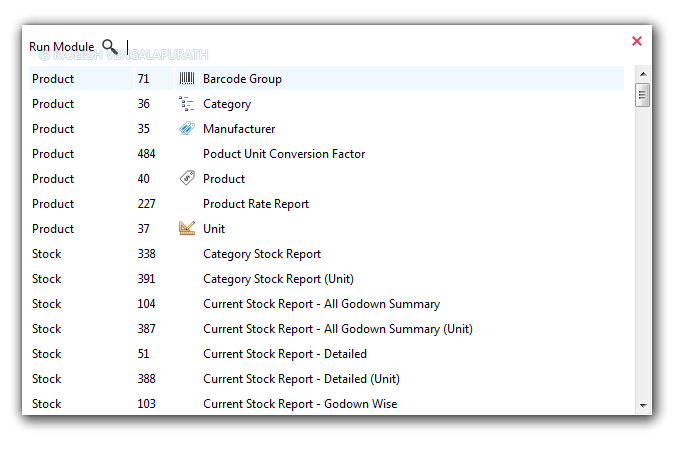 Run Module
© RAJEESH VENGALAPURATH
Product 71 Barcode Group
Product 36 Category
Product 35 Manufacturer
Product 484 Poduct Unit Conversion Factor
Product 40 Product
Product 227 Product Rate Report
Product 37 Unit
Stock 338 Category Stock Report
Stock 391 Category Stock Report (Unit)
Stock 104 Current Stock Report - All Godown Summary
Stock 387 Current Stock Report - All Godown Summary (Unit)
Stock 51 Current Stock Report - Detailed
Stock 388 Current Stock Report - Detailed (Unit)
Stock 103 Current Stock Report - Godown Wise